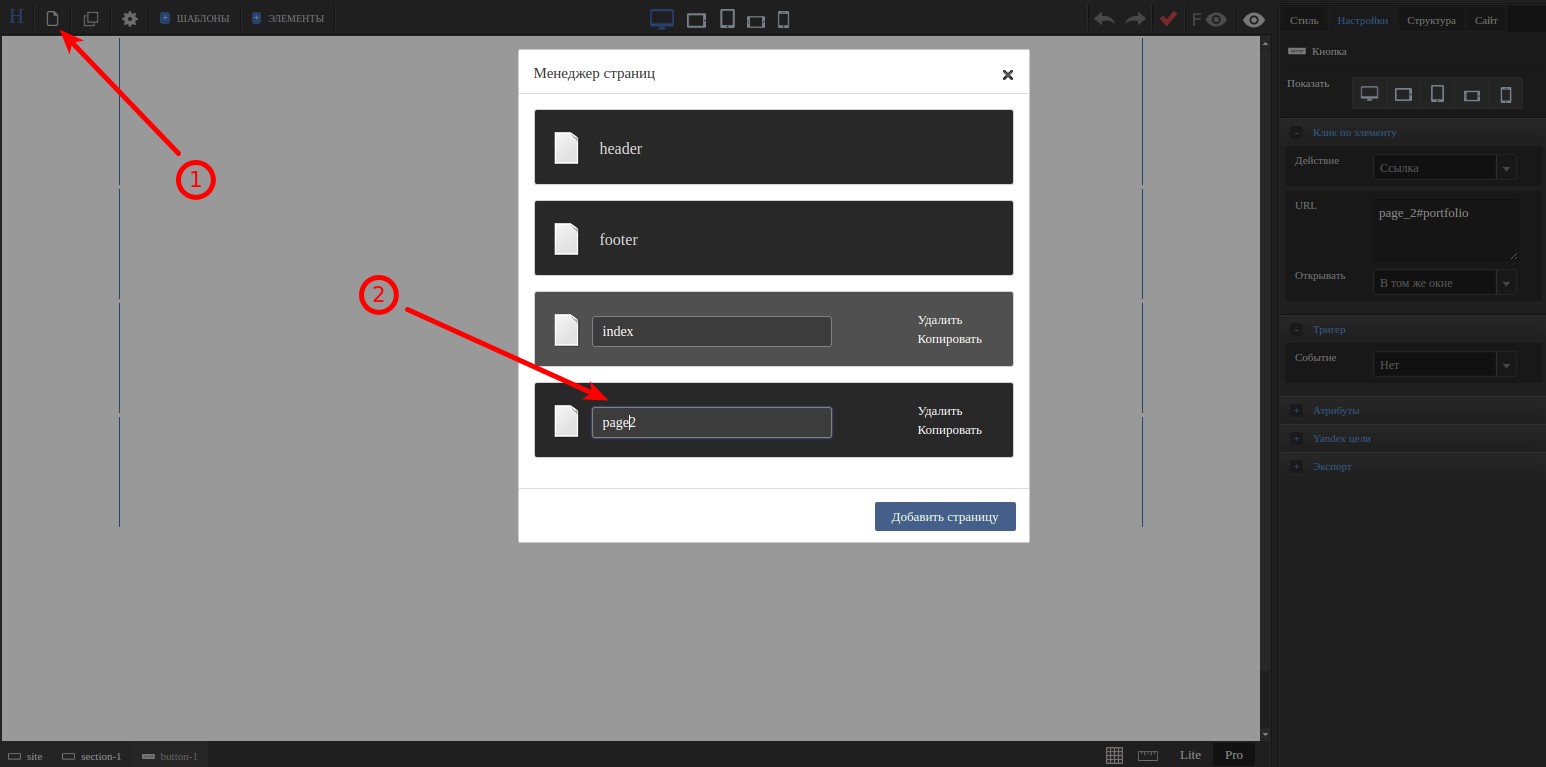 H
ШАБЛОНЫ
ЭЛЕМЕНТЫ
F
Стиль
Настройки
Структура
Сайт
Кнопка
Показать
Клик по элементу
Действие
Ссылка
URL
page_2#portfolio
Открывать
В том же окне
Тригер
Событие
Нет
Атрибуты
Yandex цели
Экспорт
Менеджер страниц
header
footer
index
Удалить
Копировать
page2
Удалить
Копировать
Добавить страницу
1
2
site
section-1
button-1
Lite
Pro